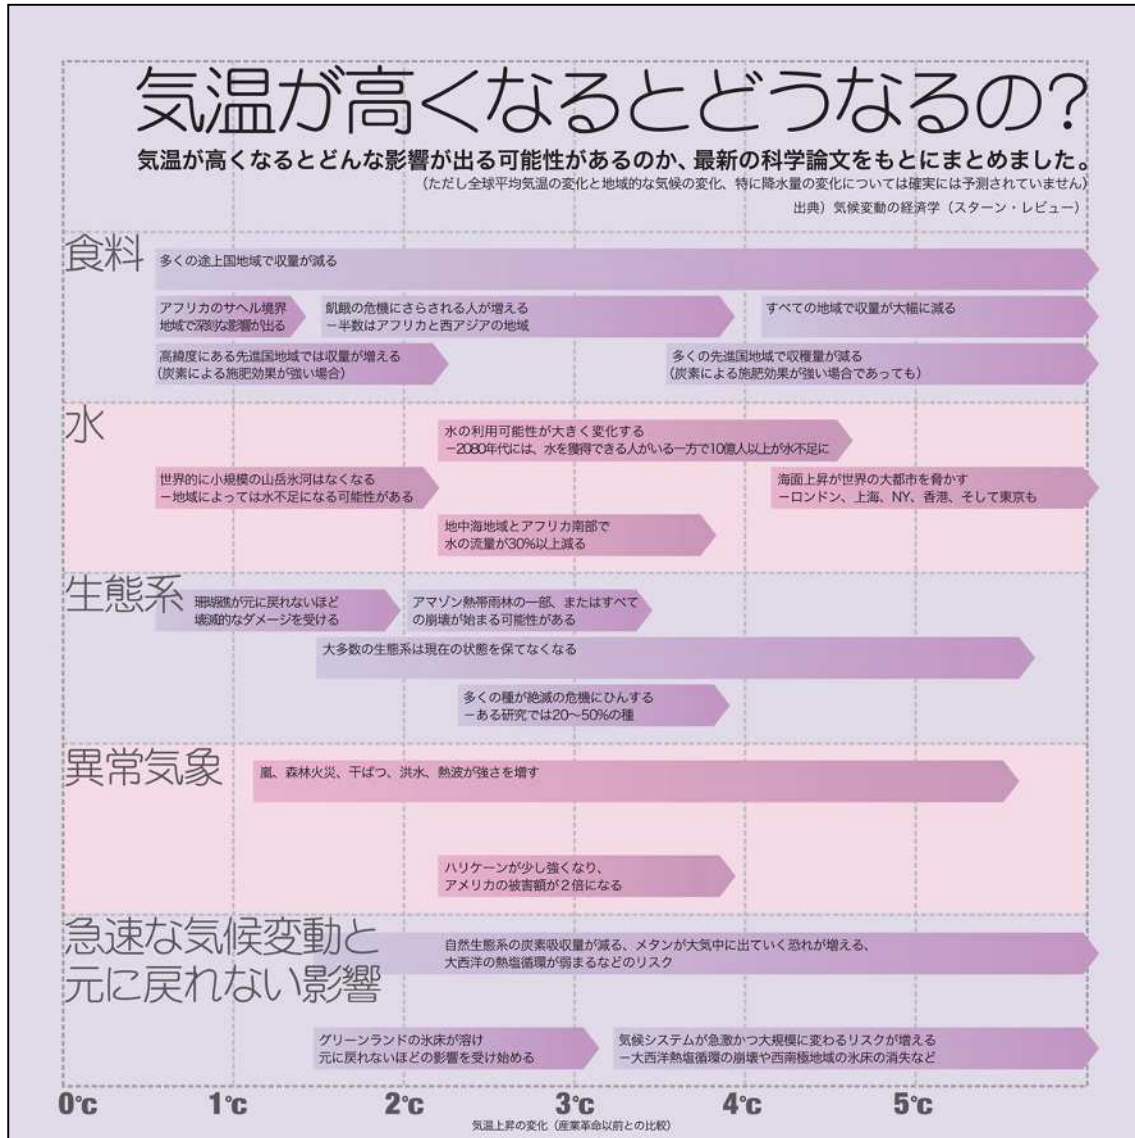 気温が高くなるとどうなるの?
気温が高くなるとどんな影響が出る可能性があるのか、最新の科学論文をもとにまとめました。
(ただし全球平均気温の変化と地域的な気候の変化、特に降水量の変化については確実には予測されていません)
出典)気候変動の経済学(スターン・レビュー)
食料
多くの途上国地域で収量が減る
アフリカのサヘル境界
地域で深刻な影響が出る
飢餓の危機にさらされる人が増える
−半数はアフリカと西アジアの地域
すべての地域で収量が大幅に減る
高緯度にある先進国地域では収量が増える
(炭素による施肥効果が強い場合)
多くの先進国地域で収穫量が減る
(炭素による施肥効果が強い場合であっても)
水
水の利用可能性が大きく変化する
−2080年代には、水を獲得できる人がいる一方で10億人以上が水不足に
世界的に小規模の山岳氷河はなくなる
−地域によっては水不足になる可能性がある
海面上昇が世界の大都市を脅かす
−ロンドン、上海、NY、香港、そして東京も
地中海地域とアフリカ南部で
水の流量が30%以上減る
生態系
珊瑚礁が元に戻れないほど
壊滅的なダメージを受ける
アマゾン熱帯雨林の一部、またはすべて
の崩壊が始まる可能性がある
大多数の生態系は現在の状態を保てなくなる
多くの種が絶滅の危機にひんする
−ある研究では20〜50%の種
異常気象
嵐、森林火災、干ばつ、洪水、熱波が強さを増す
ハリケーンが少し強くなり、
アメリカの被害額が2倍になる
急速な気候変動と
元に戻れない影響
自然生態系の炭素吸収量が減る、メタンが大気中に出ていく恐れが増える、
大西洋の熱塩循環が弱まるなどのリスク
グリーンランドの氷床が溶け
元に戻れないほどの影響を受け始める
気候システムが急激かつ大規模に変わるリスクが増える
−大西洋熱塩循環の崩壊や西南極地域の氷床の消失など
0℃ 1℃ 2℃ 3℃ 4℃ 5℃
気温上昇の変化(産業革命以前との比較)